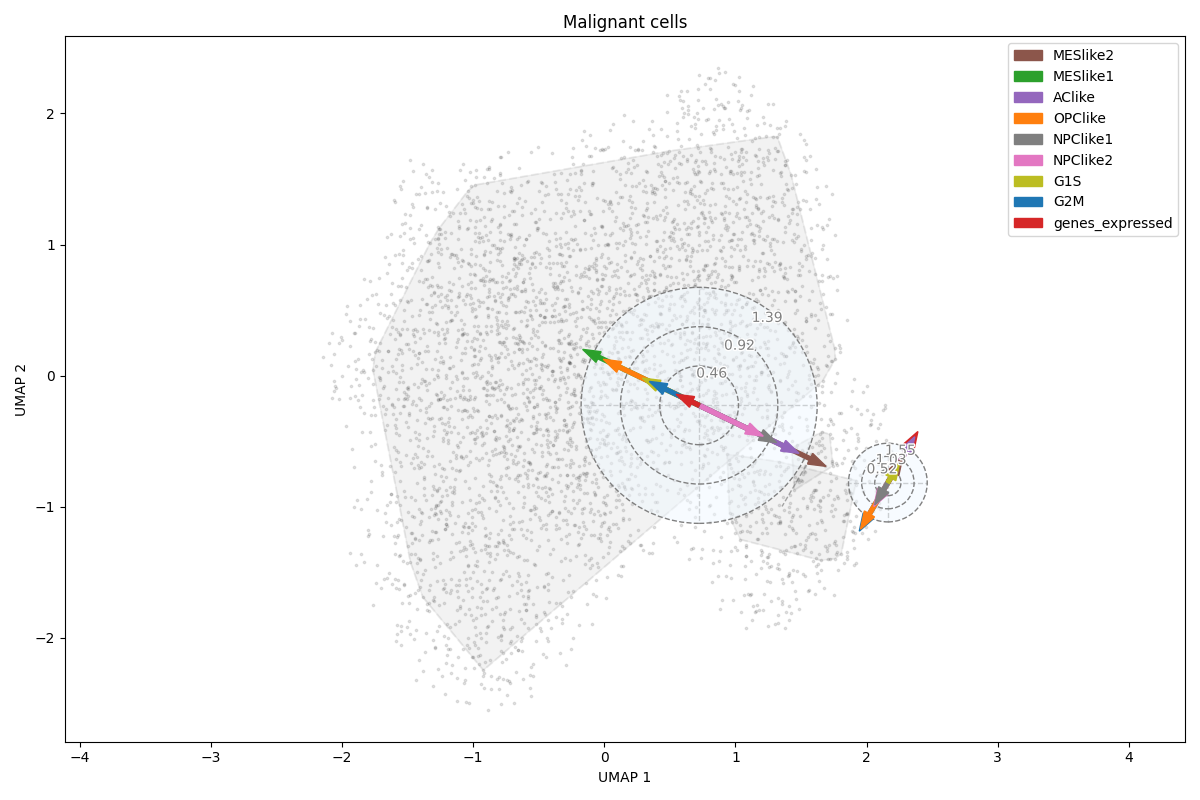 Malignant cells
MESlike2
MESlike1
AClike
OPClike
NPClike1
NPClike2
G1S
G2M
genes_expressed
1.39
0.92
0.46
1.55
1.03
0.52
2
1
0
−1
−2
UMAP 2
−4
−3
−2
−1
0
1
2
3
4
UMAP 1